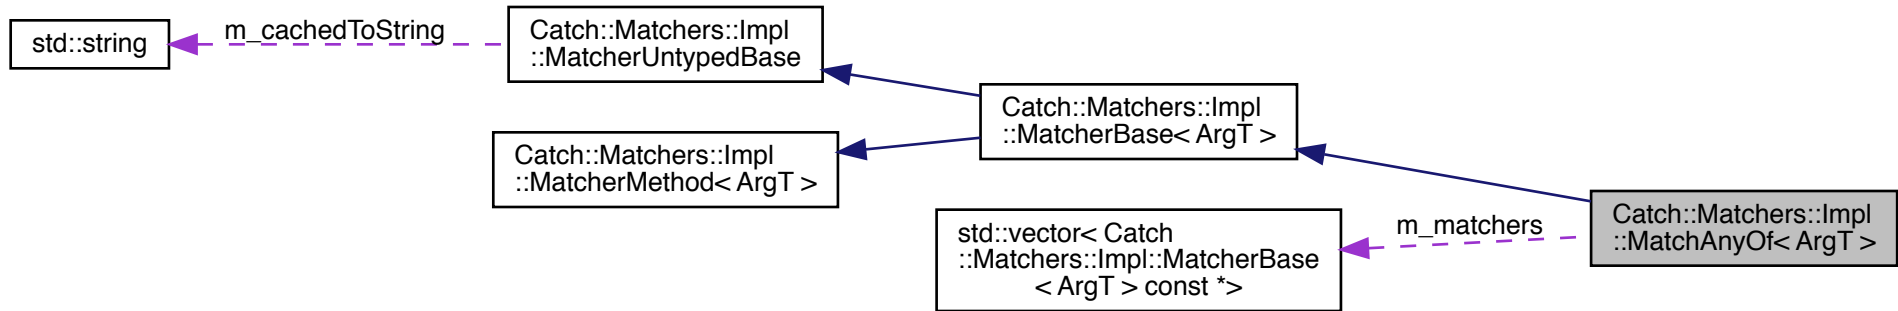 std::string
m_cachedToString
Catch::Matchers::Impl
::MatcherUntypedBase
Catch::Matchers::Impl
::MatcherMethod< ArgT >
Catch::Matchers::Impl
::MatcherBase< ArgT >
std::vector< Catch
::Matchers::Impl::MatcherBase
< ArgT > const *>
m_matchers
Catch::Matchers::Impl
::MatchAnyOf< ArgT >